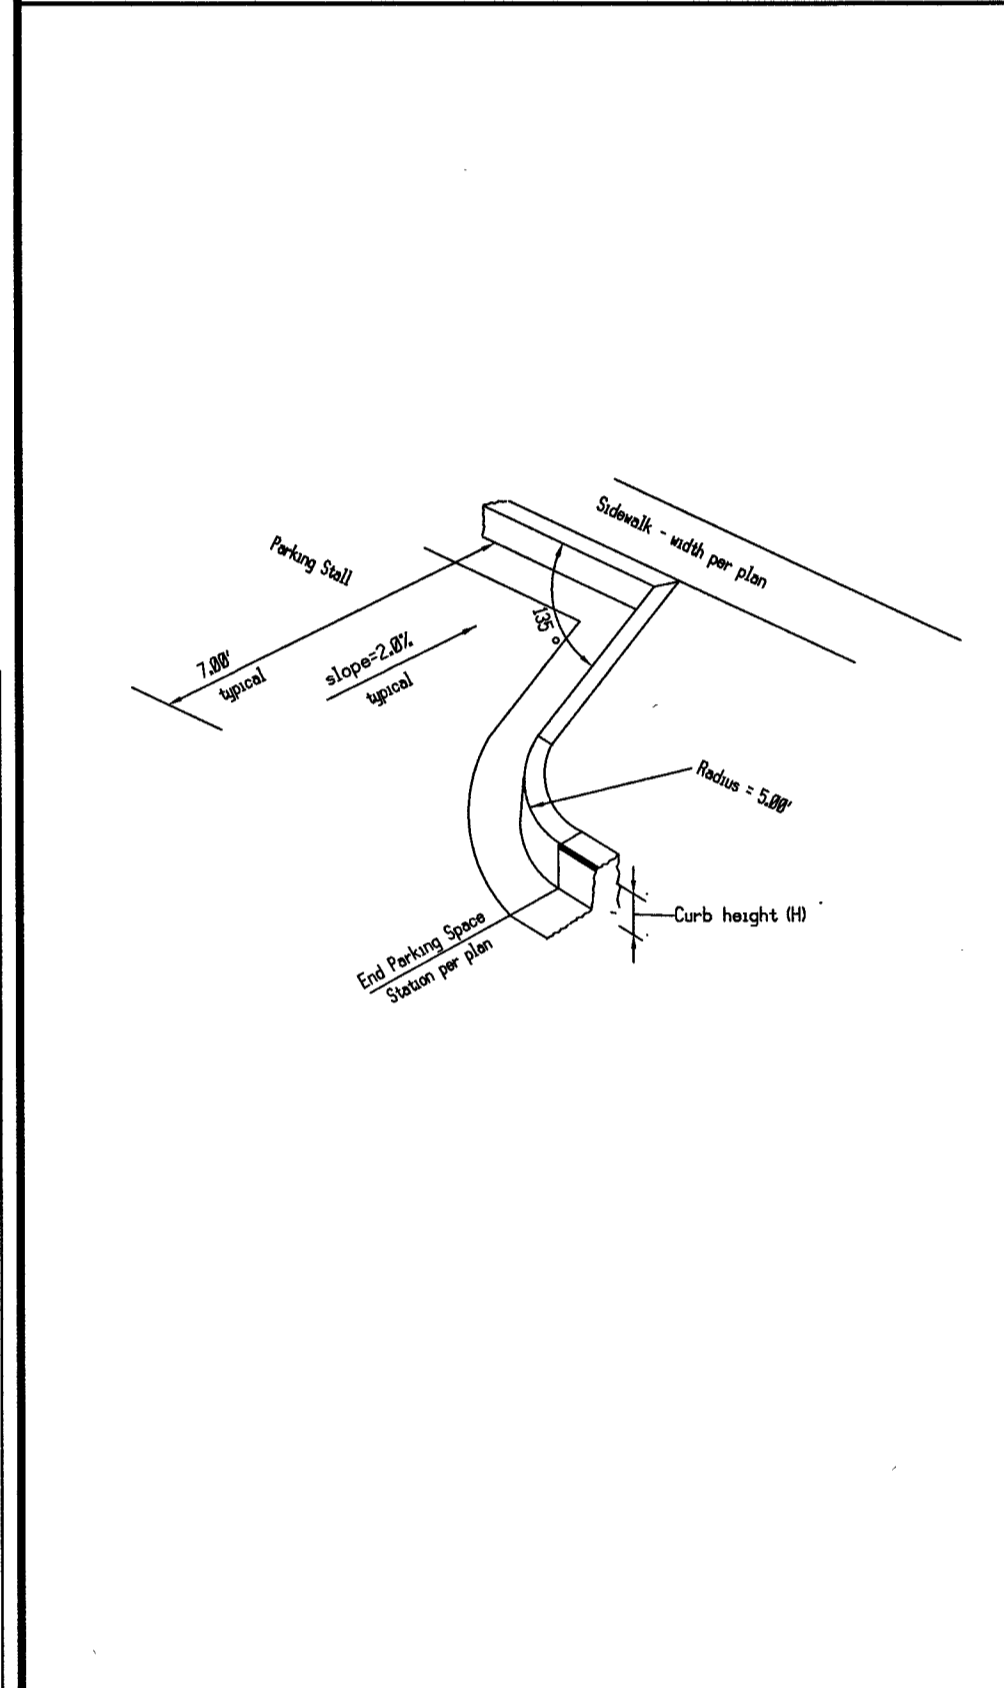 Sidewalk - width per plan
Parking Stall
135 °
7.00'
typical
slope=2.0%
typical
Radius = 5.00'
Curb height (H)
End Parking Space
Station per plan